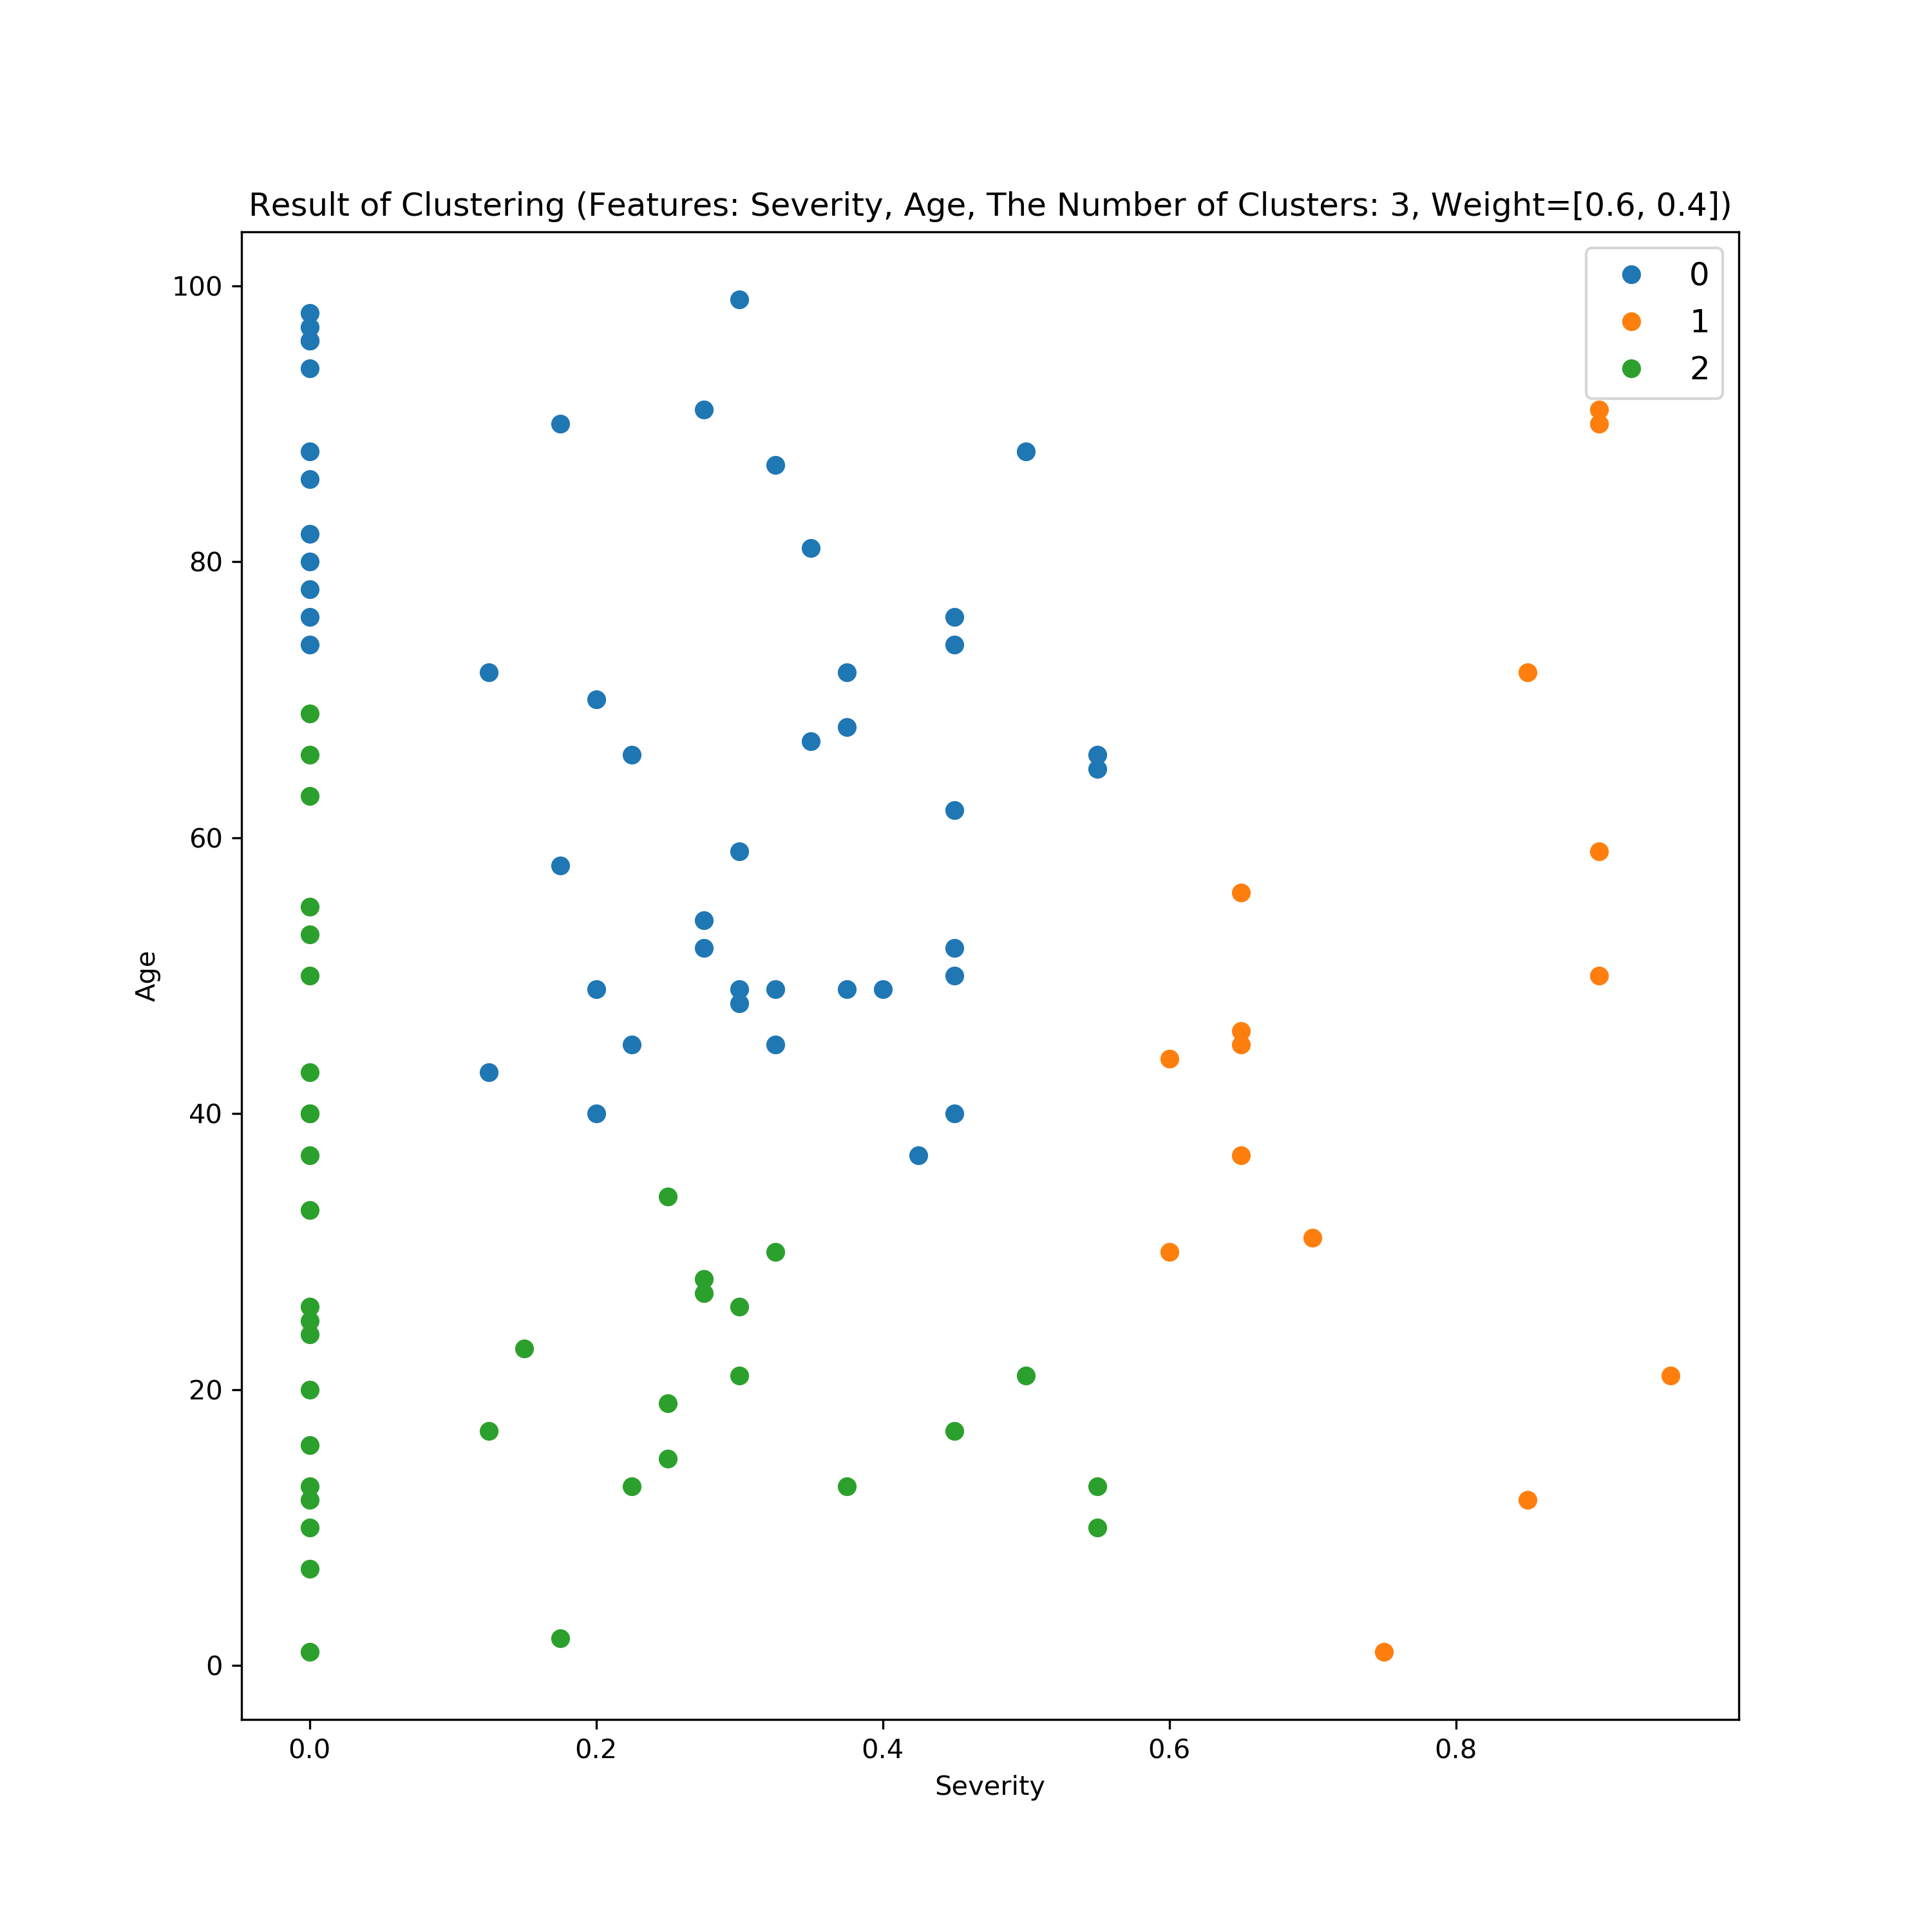 Result of Clustering (Features: Severity, Age, The Number of Clusters: 3, Weight=[0.6, 0.4])
0
1
2
100
80
60
40
20
0
Age
0.0 0.2 0.4 0.6 0.8
Severity